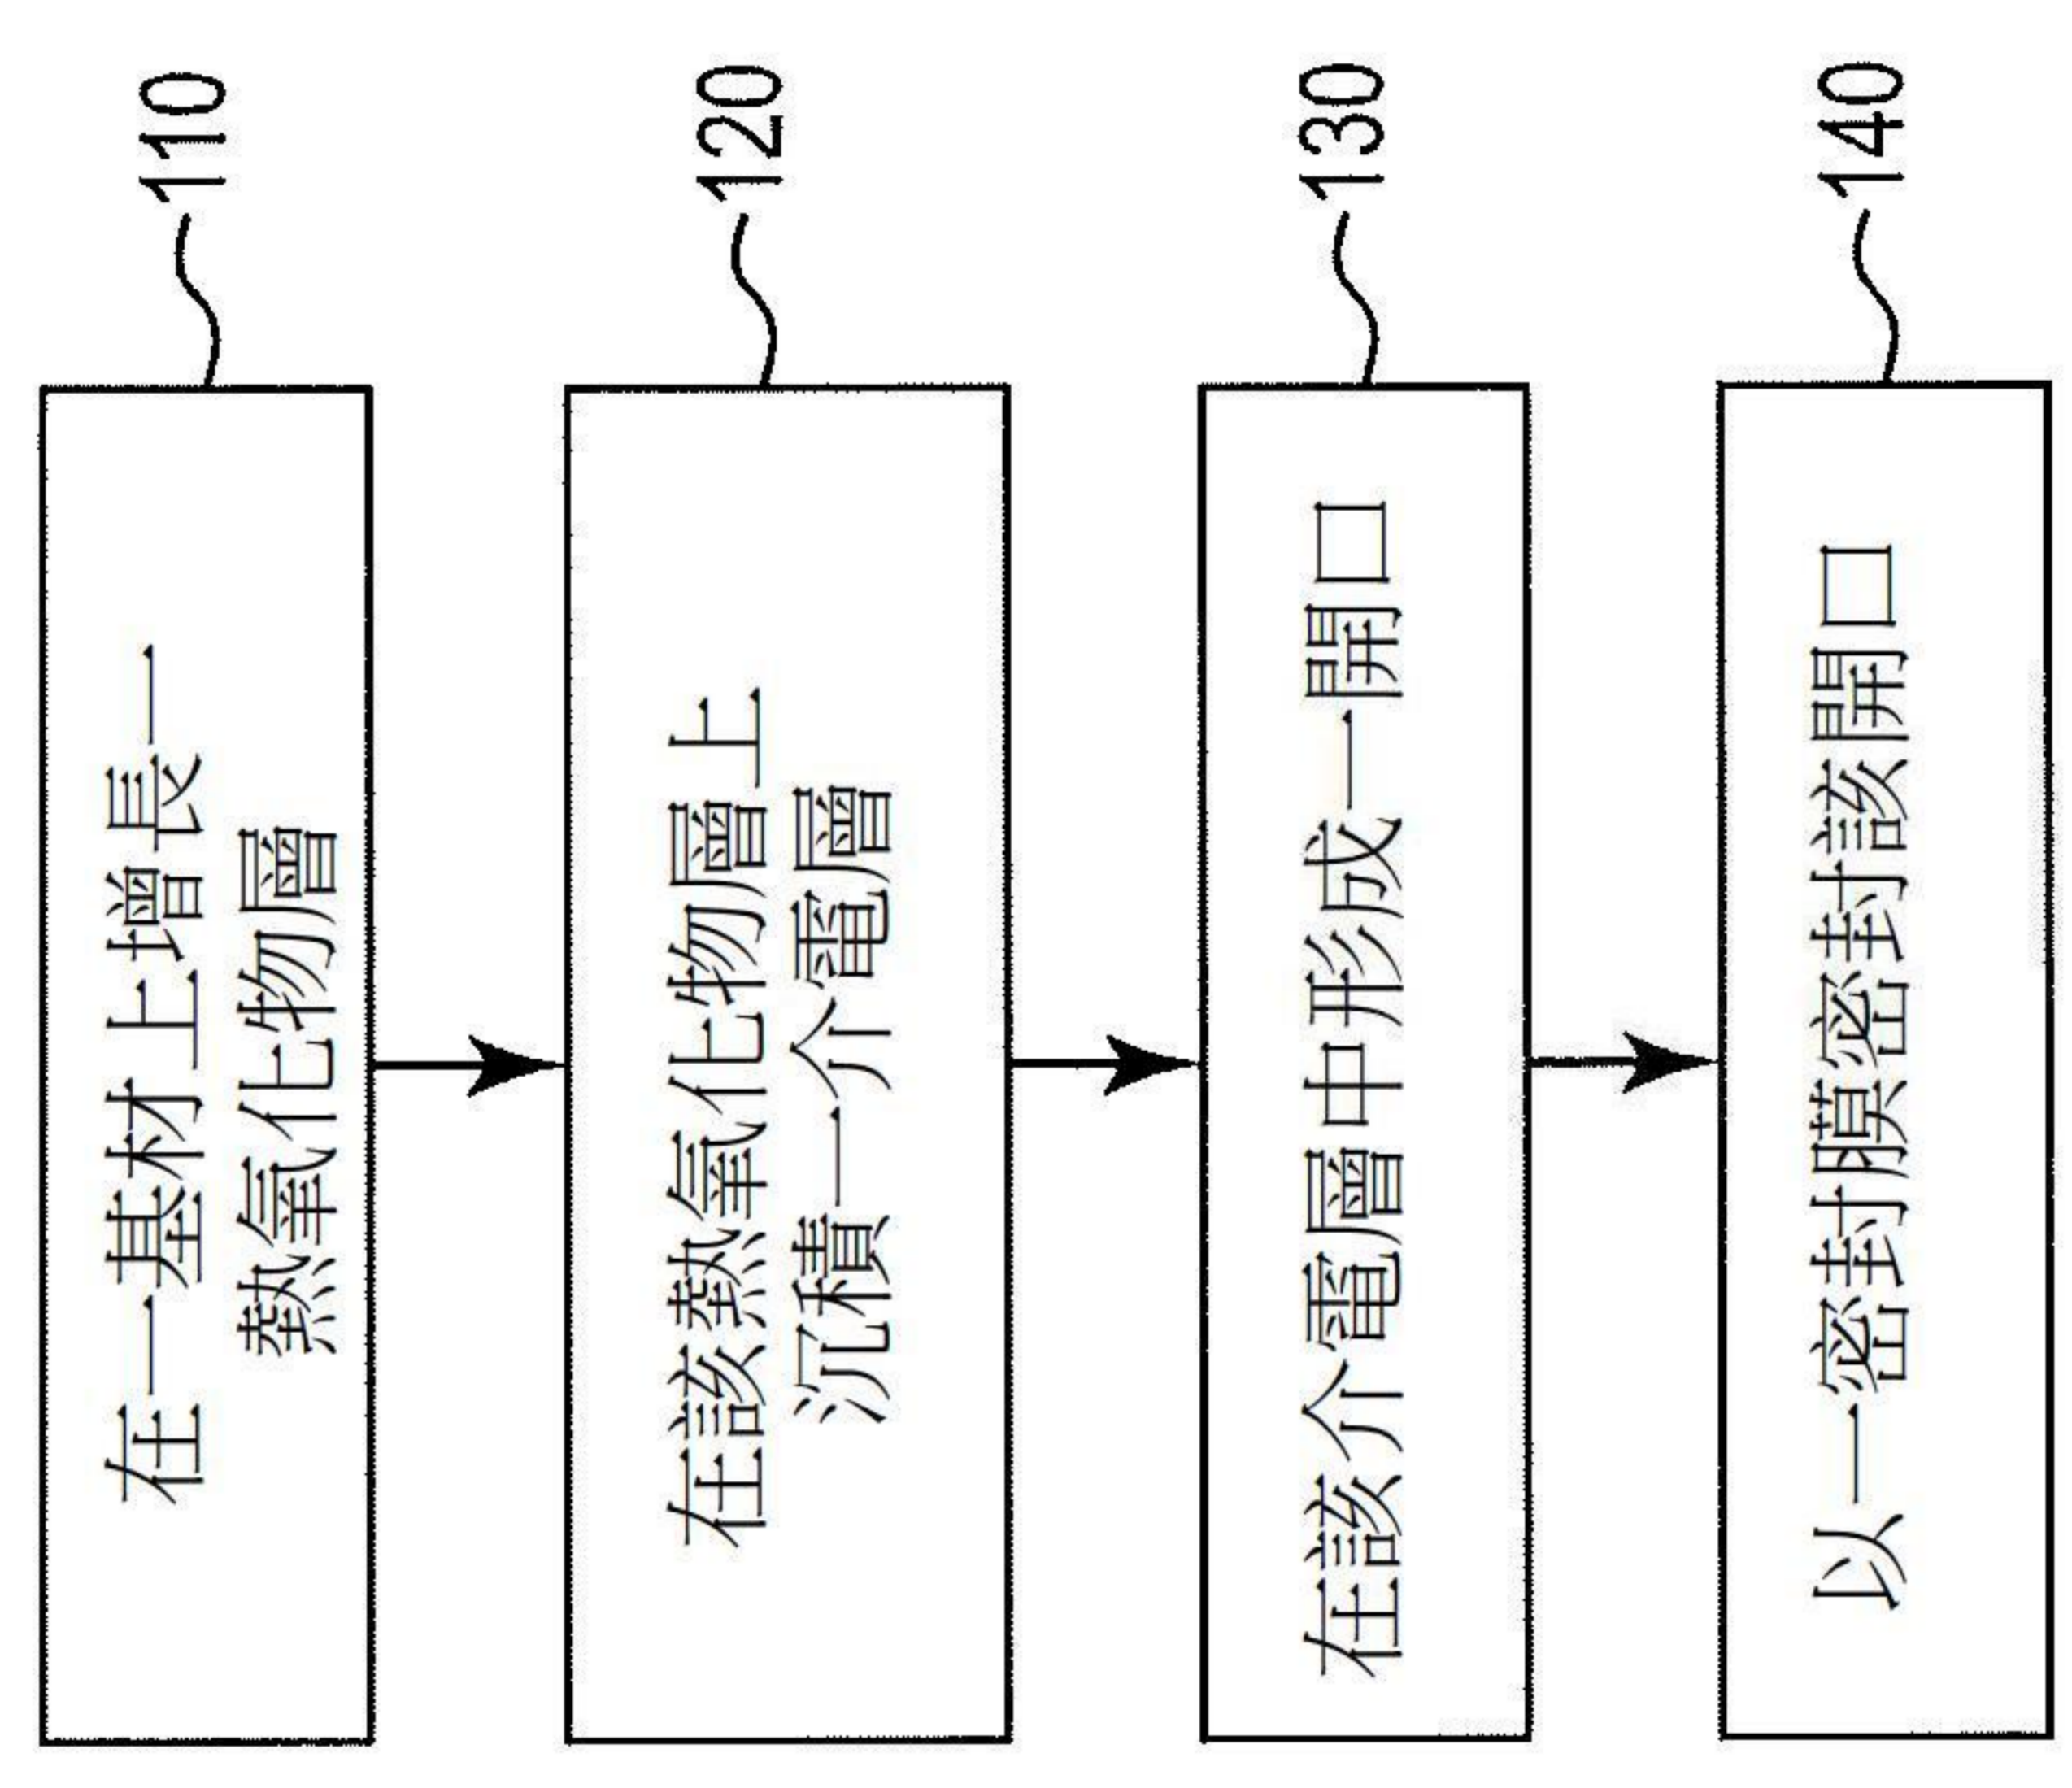 在一基材上增長一
熱氧化物層
110
在該熱氧化物層上
沉積一介電層
120
在該介電層中形成一開口
130
以一密封膜密封該開口
140